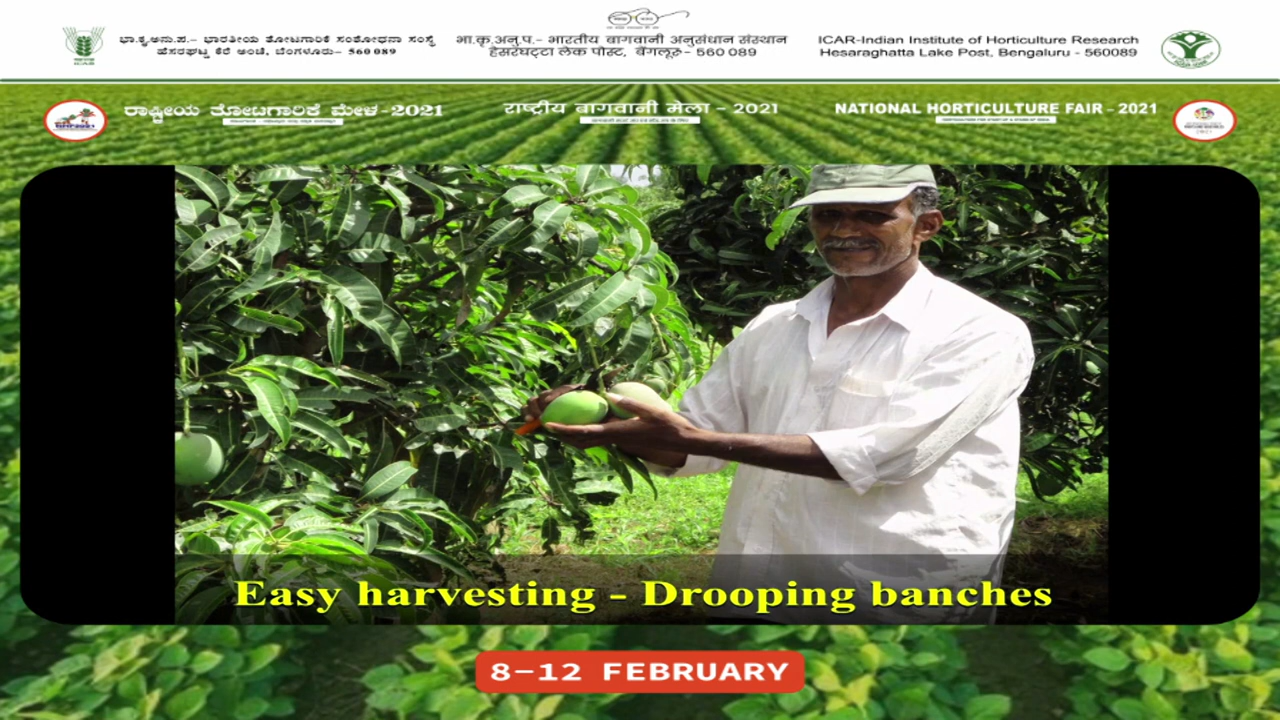 ಭಾ.ಕೃ.ಅನು.ಪ.- ಭಾರತೀಯ ತೋಟಗಾರಿಕೆ ಸಂಶೋಧನಾ ಸಂಸ್ಥೆ
ಹೆಸರಘಟ್ಟ ಕೆರೆ ಅಂಚೆ, ಬೆಂಗಳೂರು- 560 089
भा.कृ.अनु.प.- भारतीय बागवानी अनुसंधान संस्थान
हेसरघट्टा लेक पोस्ट, बेंगलूरू- 560 089
ICAR-Indian Institute of Horticulture Research
Hesaraghatta Lake Post, Bengaluru - 560089
ICAR
ರಾಷ್ಟ್ರೀಯ ತೋಟಗಾರಿಕೆ ಮೇಳ-2021
राष्ट्रीय बागवानी मेला - 2021
NATIONAL HORTICULTURE FAIR - 2021
Easy harvesting - Drooping banches
8–12 FEBRUARY